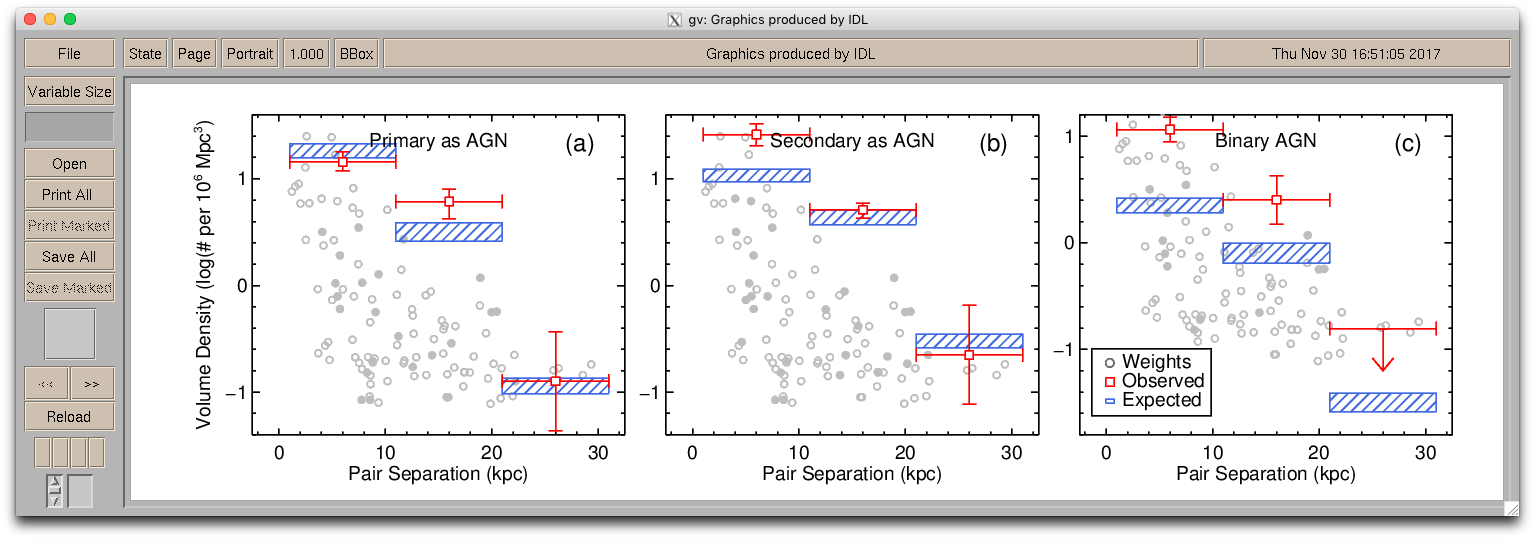 gv: Graphics produced by IDL
File
State
Page
Portrait
1.000
BBox
Graphics produced by IDL
Thu Nov 30 16:51:05 2017
Variable Size
Open
Print All
Print Marked
Save All
Save Marked
<<
>>
Reload
Volume Density (log(# per 10⁶ Mpc³)
Primary as AGN
(a)
1
0
−1
0
10
20
30
Pair Separation (kpc)
Secondary as AGN
(b)
1
0
−1
0
10
20
30
Pair Separation (kpc)
Binary AGN
(c)
1
0
−1
Weights
Observed
Expected
0
10
20
30
Pair Separation (kpc)